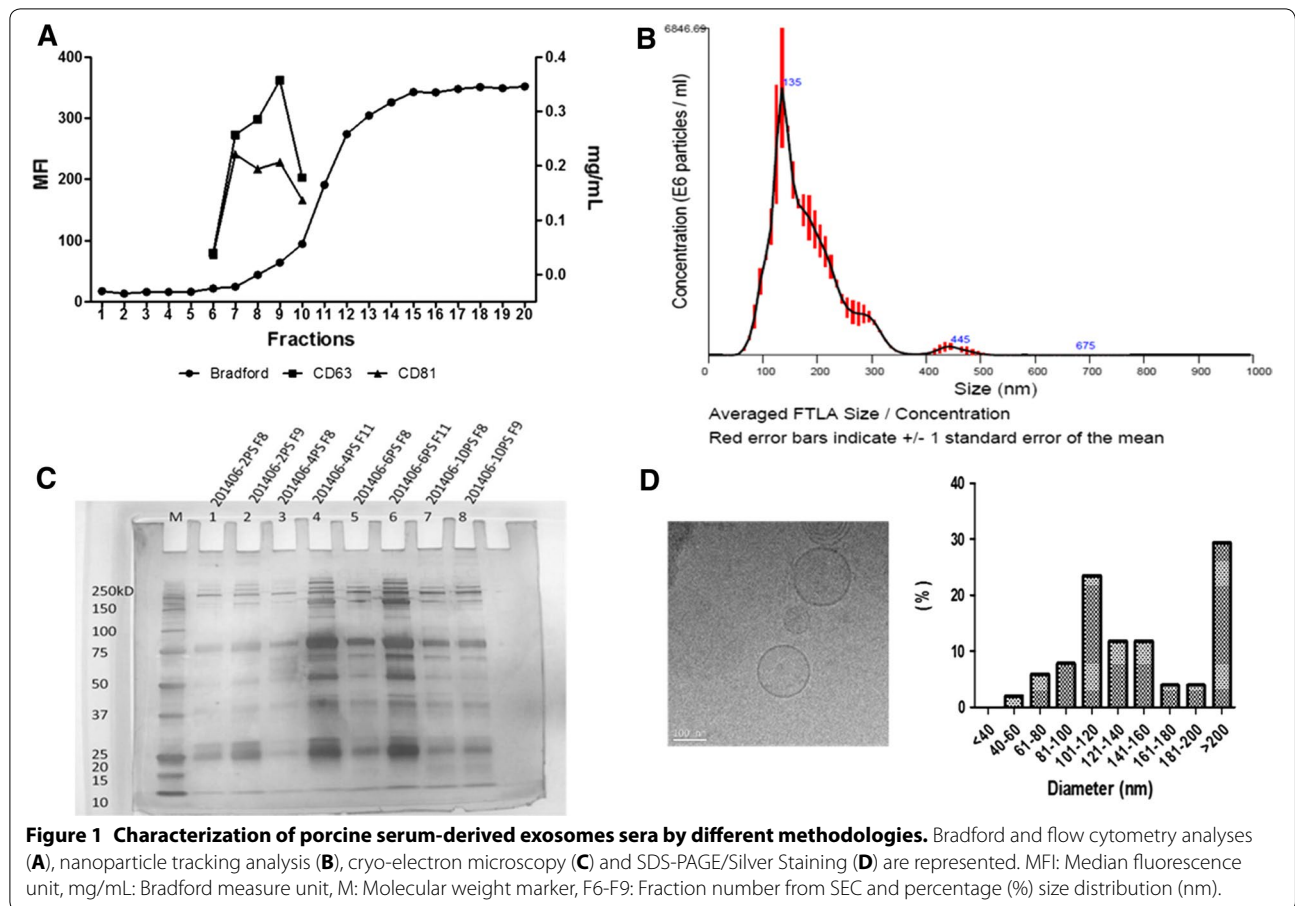 A
400
300
200
100
0
MFI
0.4
0.3
0.2
0.1
0.0
mg/mL
1 2 3 4 5 6 7 8 9 10 11 12 13 14 15 16 17 18 19 20
Fractions
Bradford CD63 CD81
B
6846.69
Concentration (E6 particles / ml)
135
445
675
0 100 200 300 400 500 600 700 800 900 1000
Size (nm)
Averaged FTLA Size / Concentration
Red error bars indicate +/- 1 standard error of the mean
C
201406-2PS F8
201406-2PS F9
201406-4PS F8
201406-4PS F11
201406-6PS F8
201406-6PS F11
201406-10PS F8
201406-10PS F9
M 1 2 3 4 5 6 7 8
250kD
150
100
75
50
37
25
20
15
10
D
100 nm
40
30
20
10
0
(%)
<40
40-60
61-80
81-100
101-120
121-140
141-160
161-180
181-200
>200
Diameter (nm)
Figure 1 Characterization of porcine serum-derived exosomes sera by different methodologies. Bradford and flow cytometry analyses
(A), nanoparticle tracking analysis (B), cryo-electron microscopy (C) and SDS-PAGE/Silver Staining (D) are represented. MFI: Median fluorescence
unit, mg/mL: Bradford measure unit, M: Molecular weight marker, F6-F9: Fraction number from SEC and percentage (%) size distribution (nm).